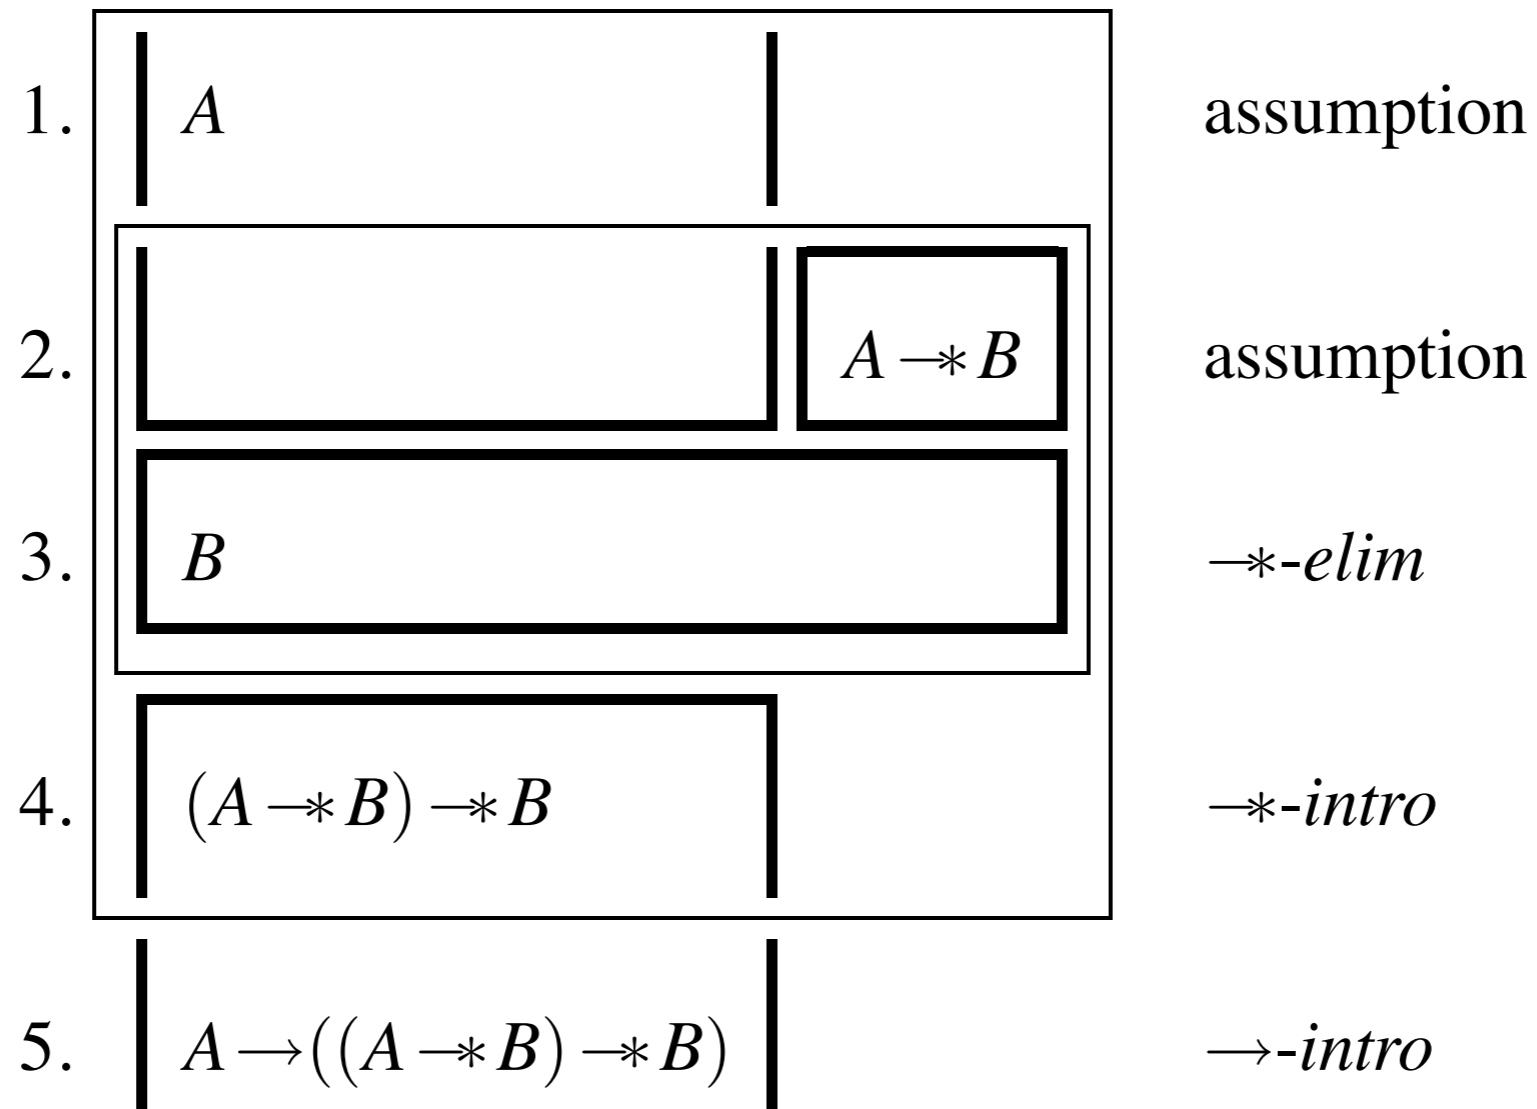 1. A assumption
2. A —∗ B assumption
3. B —∗-elim
4. (A —∗ B) —∗ B —∗-intro
5. A ⟶ ((A —∗ B) —∗ B) ⟶-intro